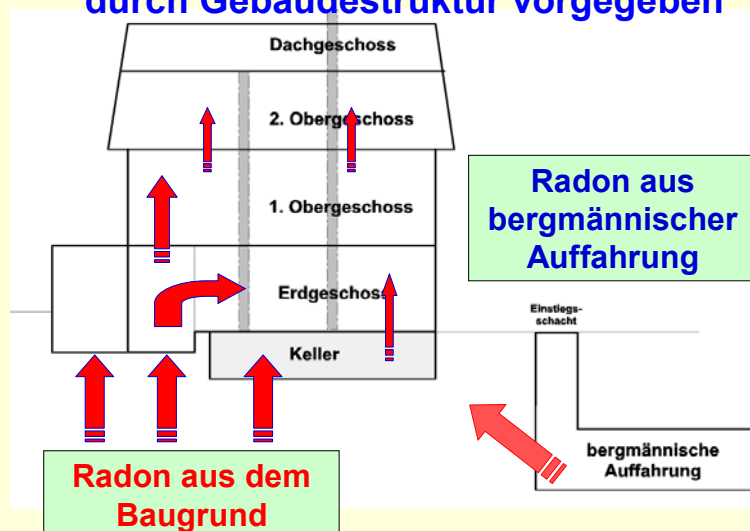 durch Gebäudestruktur vorgegeben
Dachgeschoss
2. Obergeschoss
1. Obergeschoss
Radon aus
bergmännischer
Auffahrung
Erdgeschoss
Einstiegs-
schacht
Keller
bergmännische
Auffahrung
Radon aus dem
Baugrund